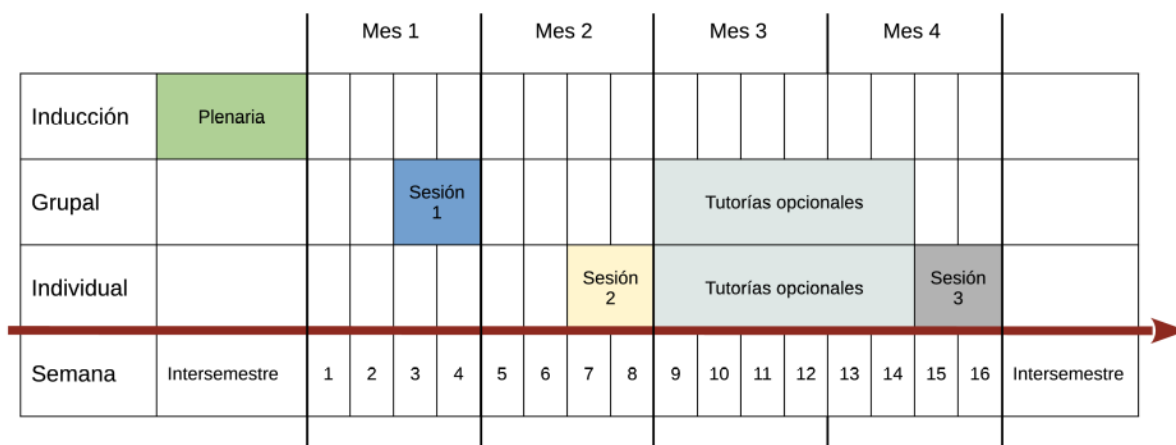 Mes 1 Mes 2 Mes 3 Mes 4
Inducción Plenaria
Grupal Sesión 1 Tutorías opcionales
Individual Sesión 2 Tutorías opcionales Sesión 3
Semana Intersemestre 1 2 3 4 5 6 7 8 9 10 11 12 13 14 15 16 Intersemestre